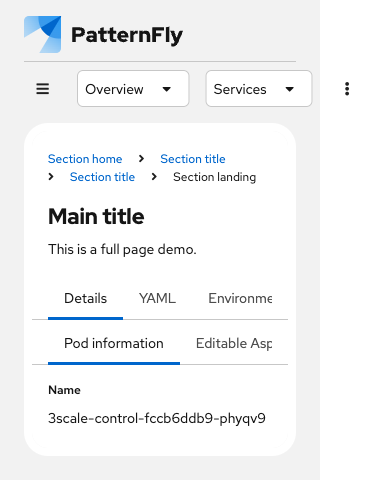 PatternFly
Overview Services
Section home Section title
Section title Section landing
Main title
This is a full page demo.
Details YAML Environme
Pod information Editable Asp
Name
3scale-control-fccb6ddb9-phyqv9